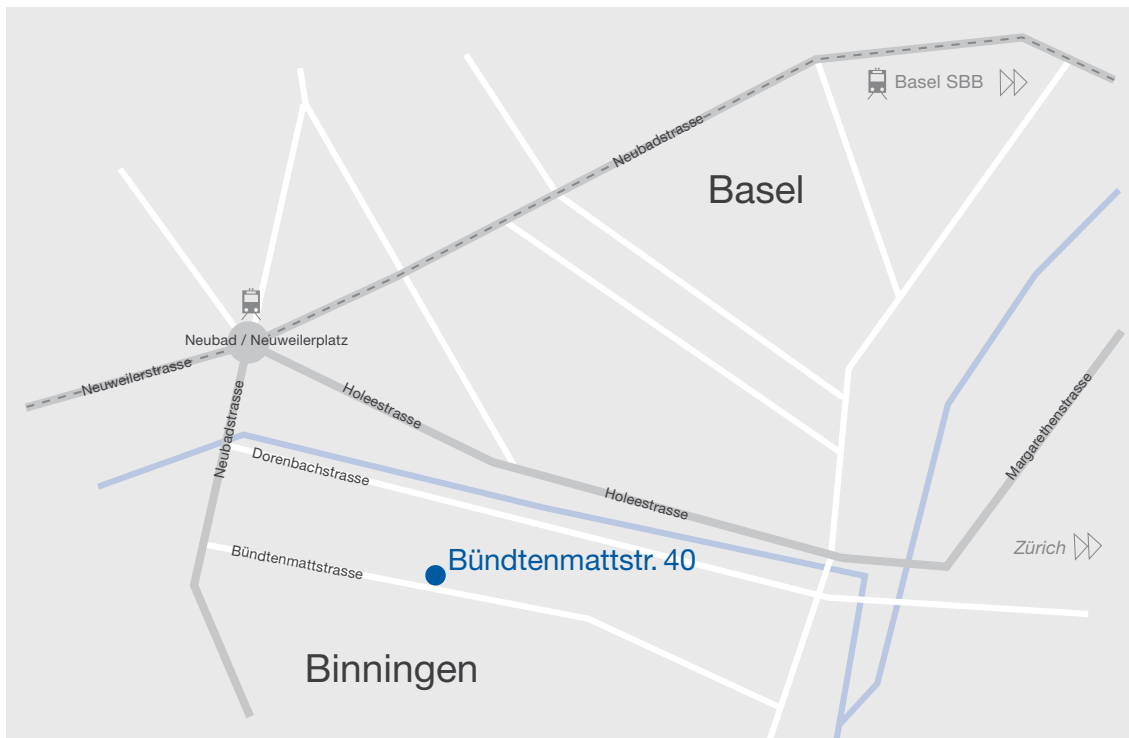 Basel SBB
Neubadstrasse
Basel
Neubad / Neuweilerplatz
Neuweilerstrasse
Holeestrasse
Neubadstrasse
Margarethenstrasse
Dorenbachstrasse
Holeestrasse
Zürich
Bündtenmattstr. 40
Bündtenmattstrasse
Binningen